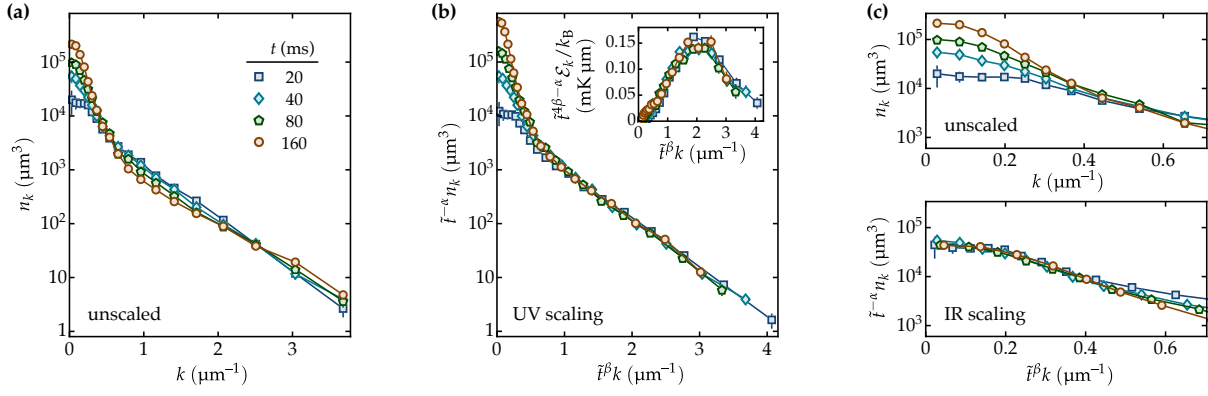 (a)
n_k (μm³)
10⁵
10⁴
10³
10²
10
1
t (ms)
20
40
80
160
unscaled
0 1 2 3
k (μm⁻¹)
(b)
t̃^{-α}n_k (μm³)
10⁵
10⁴
10³
10²
10
1
UV scaling
0 1 2 3 4
t̃^βk (μm⁻¹)
t̃^{4β−α}ℰ_k/k_B
(mK μm)
0.15
0.10
0.05
0
0 1 2 3 4
t̃^βk (μm⁻¹)
(c)
n_k (μm³)
10⁵
10⁴
10³
unscaled
0 0.2 0.4 0.6
k (μm⁻¹)
t̃^{-α}n_k (μm³)
10⁵
10⁴
10³
IR scaling
0 0.2 0.4 0.6
t̃^βk (μm⁻¹)